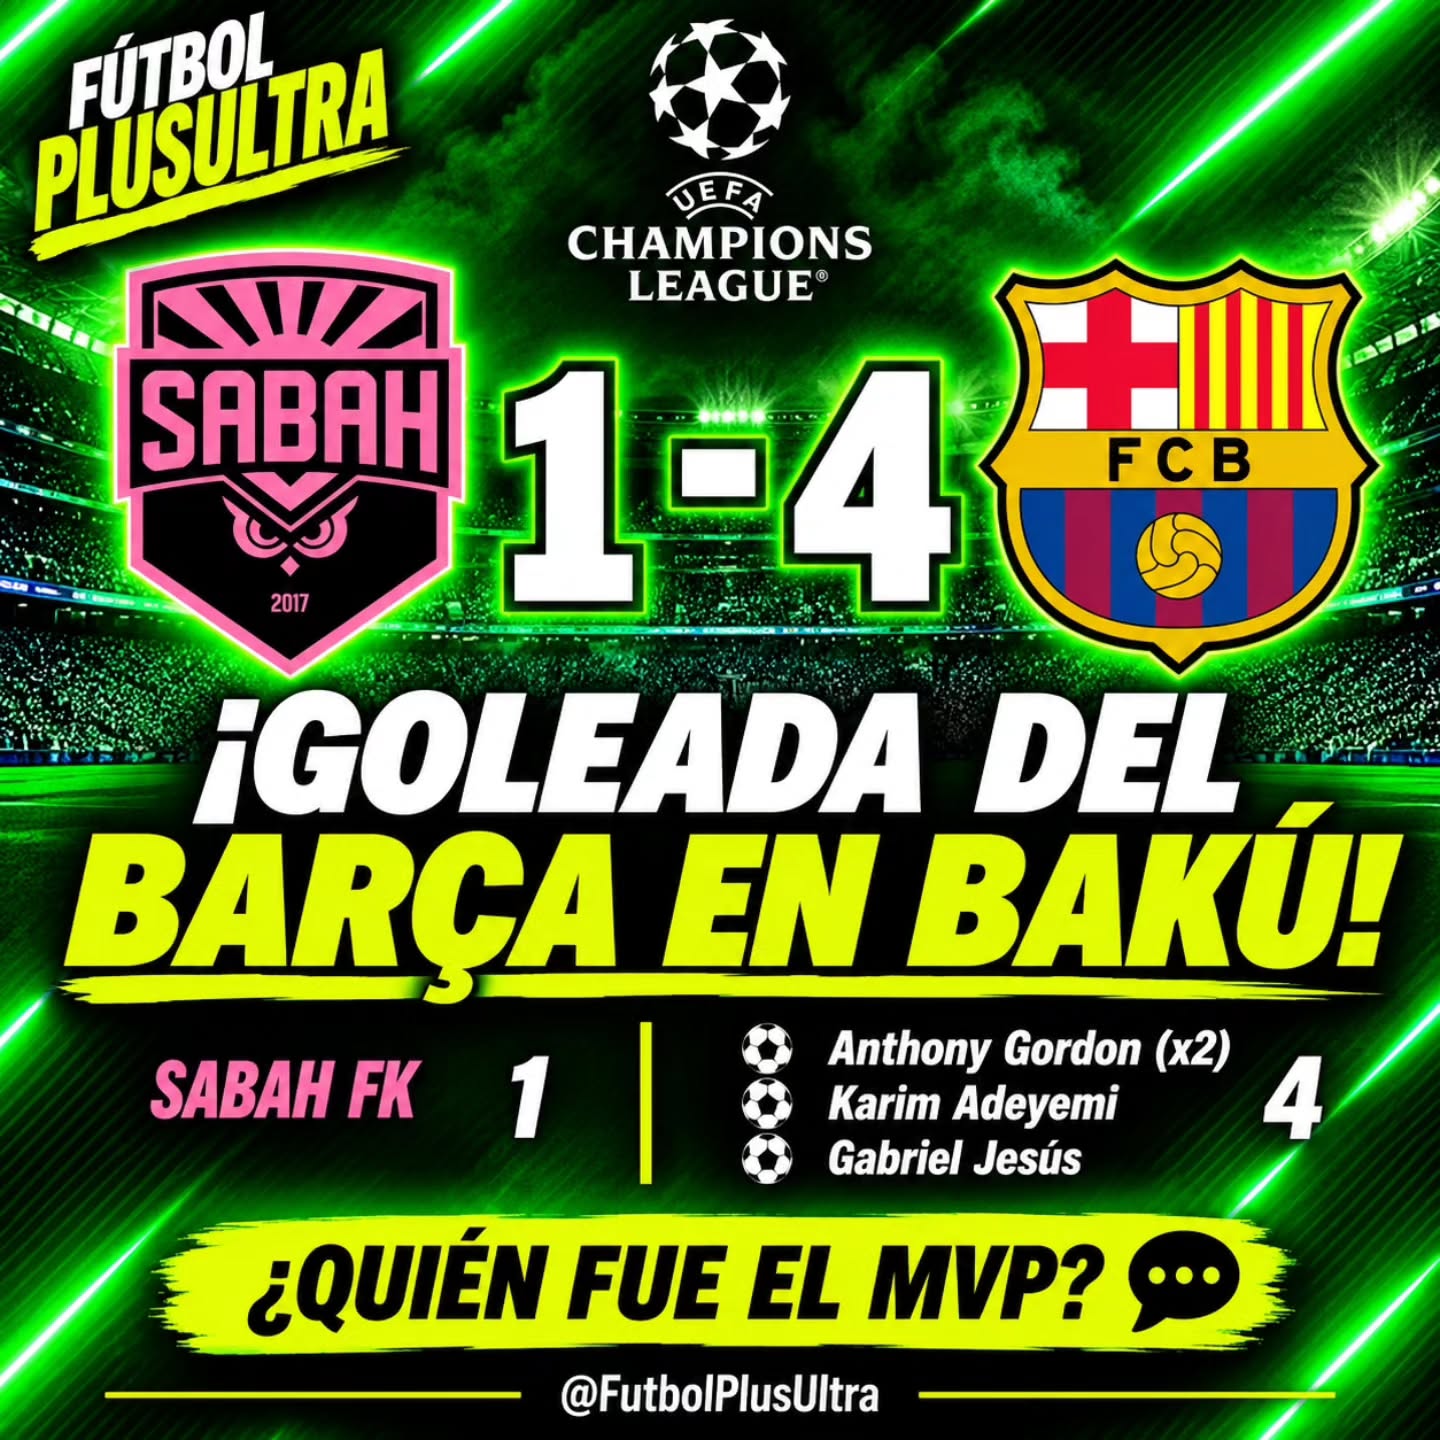 FÚTBOL
PLUSULTRA
UEFA
CHAMPIONS
LEAGUE®
SABAH
2017
1-4
FCB
¡GOLEADA DEL
BARÇA EN BAKÚ!
SABAH FK 1
Anthony Gordon (x2)
Karim Adeyemi
Gabriel Jesús
4
¿QUIÉN FUE EL MVP?
@FutbolPlusUltra